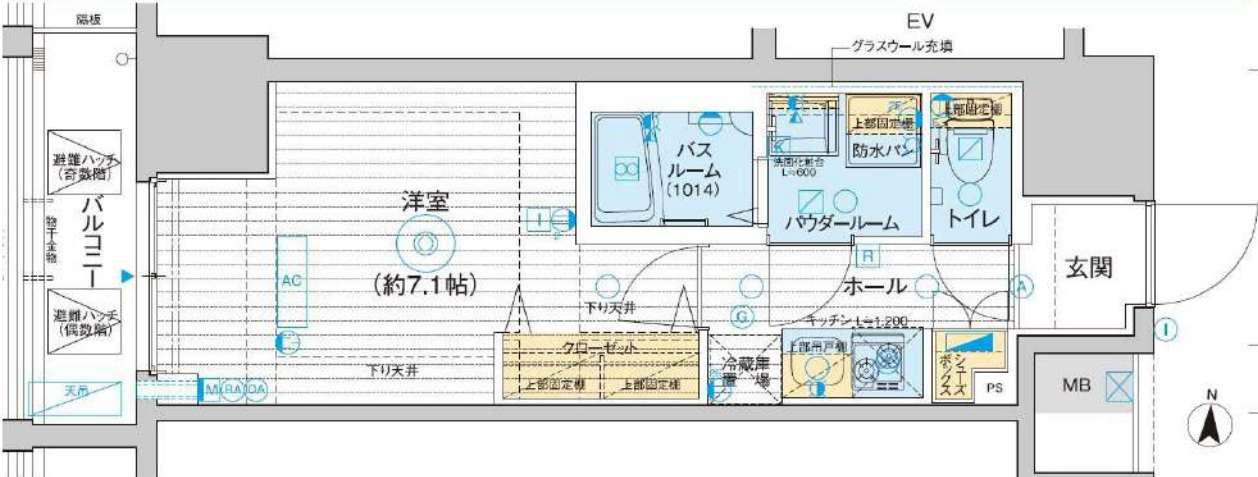 隔板
避難ハッチ
(奇数階)
バルコニー
物干金物
避難ハッチ
(偶数階)
天吊
洋室
(約7.1帖)
AC
下り天井
M
RA
OA
I
2
下り天井
クローゼット
上部固定棚
上部固定棚
バス
ルーム
(1014)
EV
グラスウール充填
洗面化粧台
L=600
2E
上部固定棚
防水パン
パウダールーム
上部固定棚
トイレ
R
ホール
G
A
キッチン L=1,200
上部吊戸棚
冷蔵庫
置場
シューズ
ボックス
PS
玄関
I
MB
N